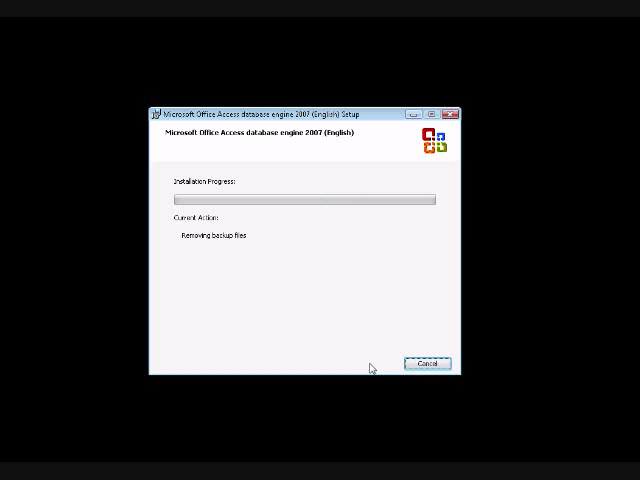 Microsoft Office Access database engine 2007 (English) Setup
Microsoft Office Access database engine 2007 (English)
Installation Progress:
Current Action:
Removing backup files
Cancel